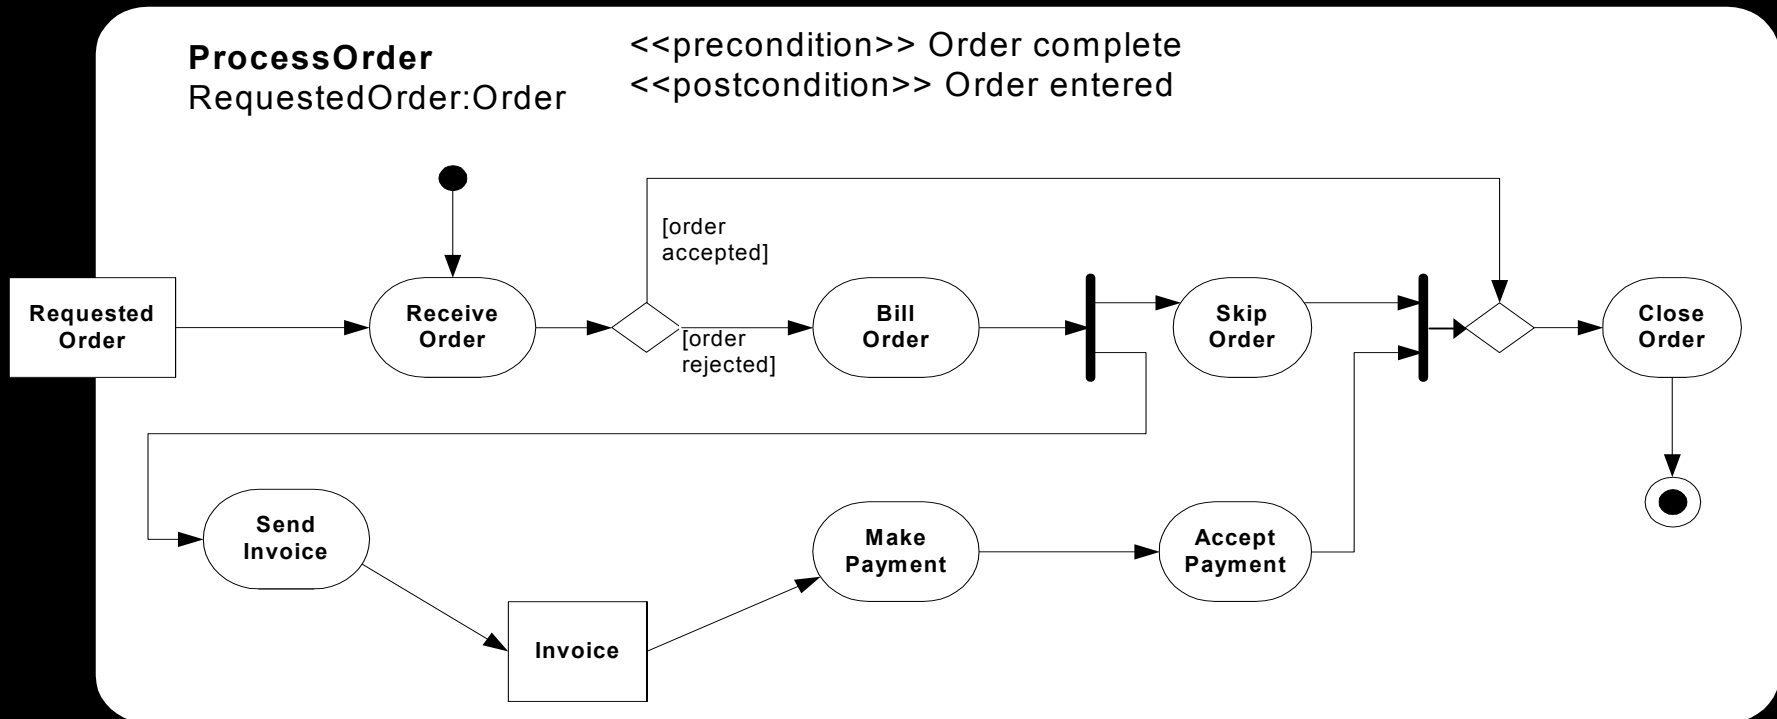 ProcessOrder
RequestedOrder:Order
<<precondition>> Order complete
<<postcondition>> Order entered
[order
accepted]
Requested
Order
Receive
Order
[order
rejected]
Bill
Order
Skip
Order
Close
Order
Send
Invoice
Invoice
Make
Payment
Accept
Payment